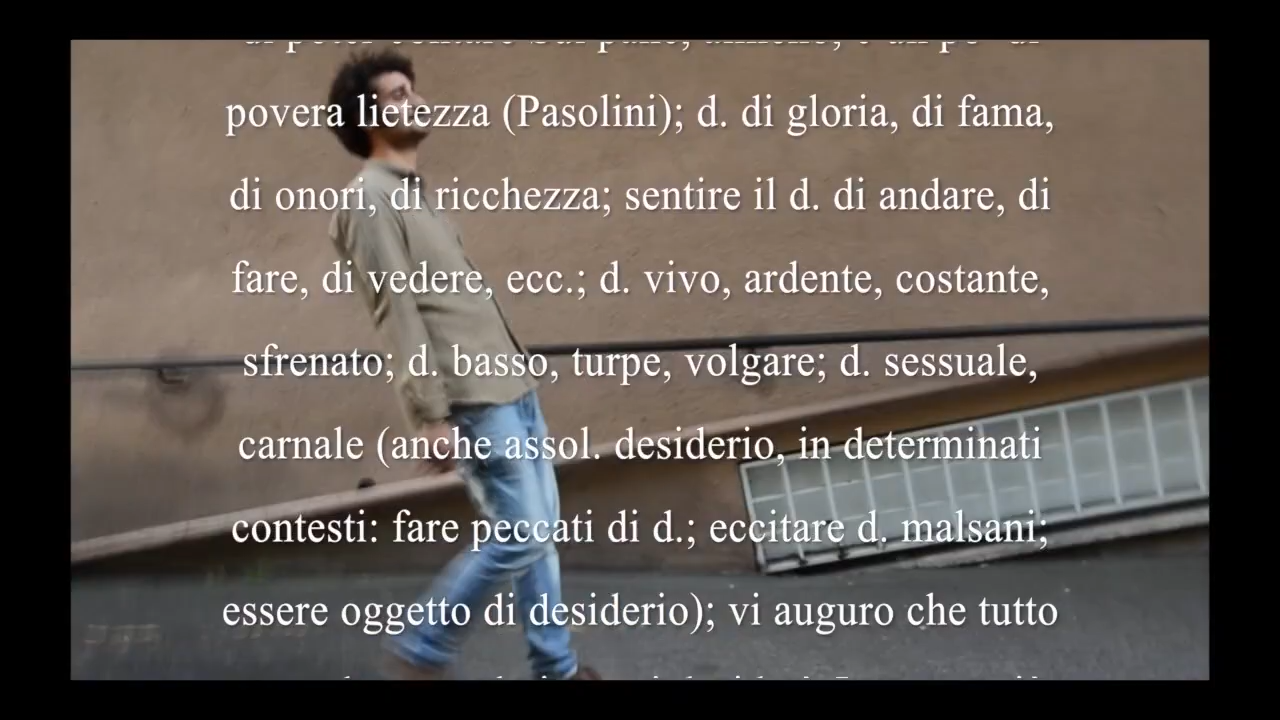 povera lietezza (Pasolini); d. di gloria, di fama,
di onori, di ricchezza; sentire il d. di andare, di
fare, di vedere, ecc.; d. vivo, ardente, costante,
sfrenato; d. basso, turpe, volgare; d. sessuale,
carnale (anche assol. desiderio, in determinati
contesti: fare peccati di d.; eccitare d. malsani;
essere oggetto di desiderio); vi auguro che tutto